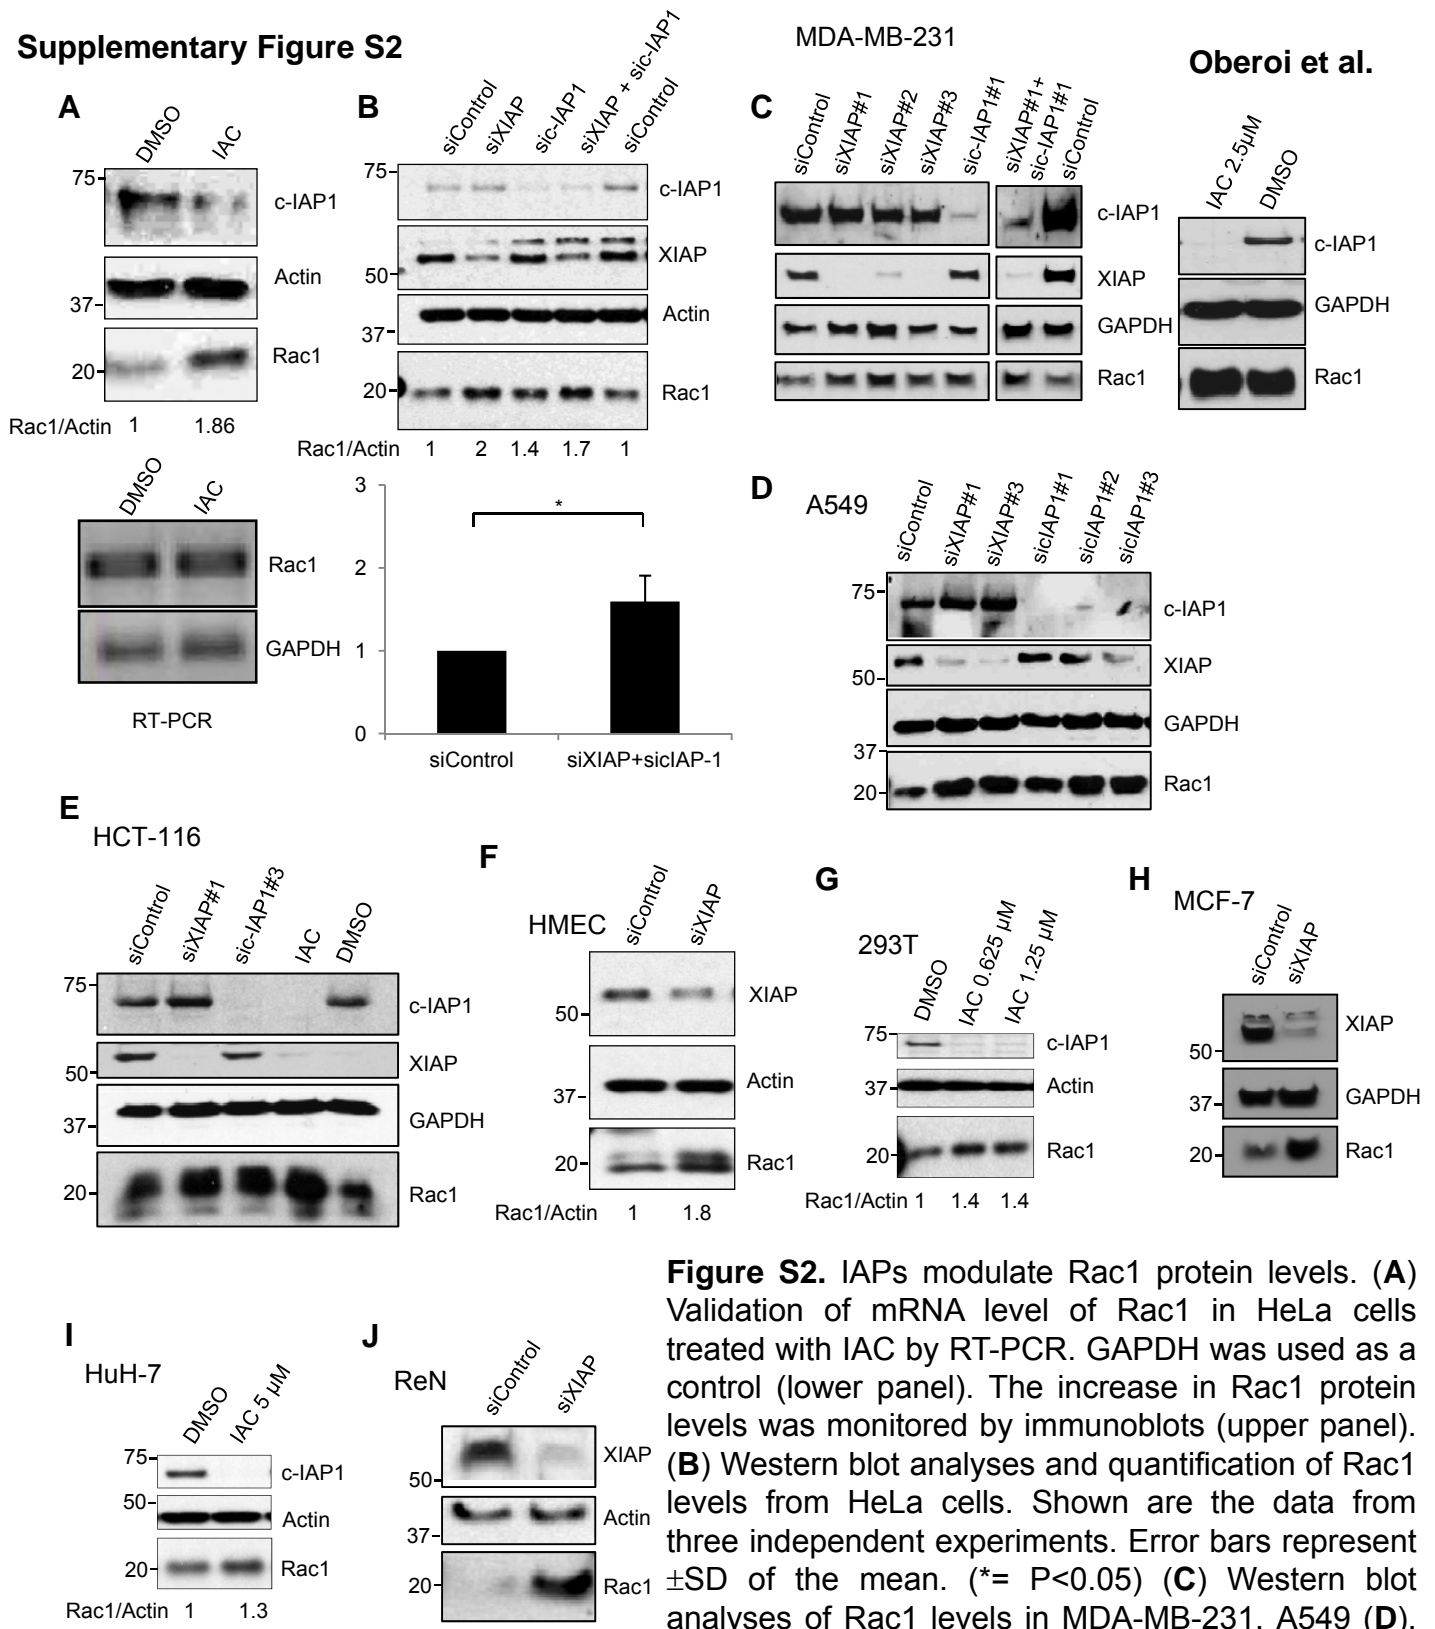 Supplementary Figure S2
Oberoi et al.
A
DMSO
IAC
75
c-IAP1
Actin
37
Rac1
20
Rac1/Actin 1 1.86
DMSO
IAC
Rac1
GAPDH
RT-PCR
B
siControl
siXIAP
sic-IAP1
siXIAP + sic-IAP1
siControl
75
c-IAP1
XIAP
50
Actin
37
20
Rac1
Rac1/Actin 1 2 1.4 1.7 1
3
2
1
0
*
siControl
siXIAP+sicIAP-1
MDA-MB-231
C
siControl
siXIAP#1
siXIAP#2
siXIAP#3
sic-IAP1#1
siXIAP#1+
sic-IAP1#1
siControl
c-IAP1
XIAP
GAPDH
Rac1
IAC 2.5µM
DMSO
c-IAP1
GAPDH
Rac1
D
A549
siControl
siXIAP#1
siXIAP#3
sicIAP1#1
sicIAP1#2
sicIAP1#3
75
c-IAP1
XIAP
50
GAPDH
37
Rac1
20
E
HCT-116
siControl
siXIAP#1
sic-IAP1#3
IAC
DMSO
75
c-IAP1
XIAP
50
GAPDH
37
20
Rac1
F
HMEC
siControl
siXIAP
XIAP
50
Actin
37
20
Rac1
Rac1/Actin 1 1.8
G
293T
DMSO
IAC 0.625 µM
IAC 1.25 µM
75
c-IAP1
37
Actin
20
Rac1
Rac1/Actin 1 1.4 1.4
H
MCF-7
siControl
siXIAP
XIAP
50
37
GAPDH
20
Rac1
I
HuH-7
DMSO
IAC 5 µM
75
c-IAP1
50
Actin
20
Rac1
Rac1/Actin 1 1.3
J
ReN
siControl
siXIAP
XIAP
50
Actin
37
20
Rac1
Figure S2. IAPs modulate Rac1 protein levels. (A)
Validation of mRNA level of Rac1 in HeLa cells
treated with IAC by RT-PCR. GAPDH was used as a
control (lower panel). The increase in Rac1 protein
levels was monitored by immunoblots (upper panel).
(B) Western blot analyses and quantification of Rac1
levels from HeLa cells. Shown are the data from
three independent experiments. Error bars represent
±SD of the mean. (*= P<0.05) (C) Western blot
analyses of Rac1 levels in MDA-MB-231, A549 (D),